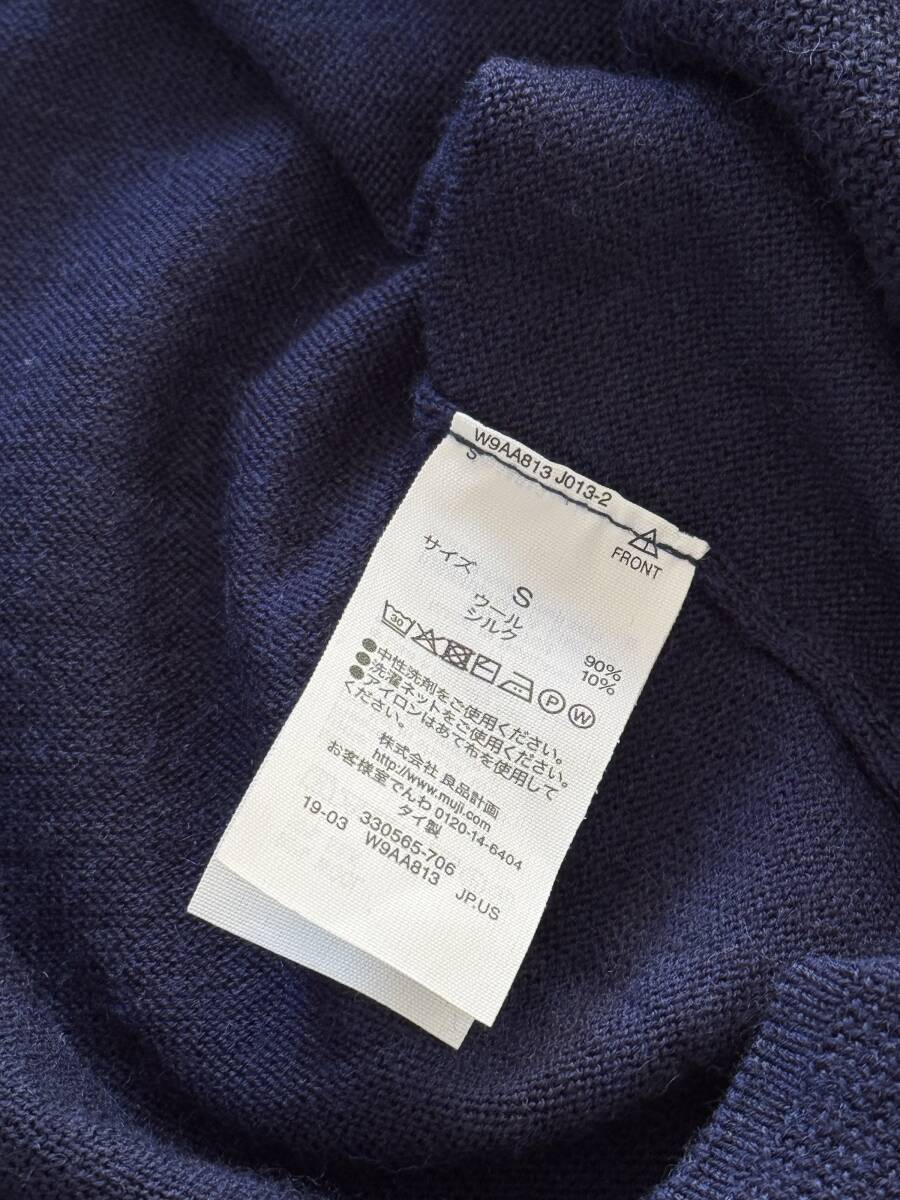 W9AA813 J013-2
S
FRONT
サイズ S
ウール 90%
シルク 10%
30
P W
●中性洗剤をご使用ください。
●洗濯ネットをご使用ください。
●アイロンはあて布を使用して
ください。
株式会社 良品計画
http://www.muji.com
お客様室でんわ 0120-14-6404
タイ製
19-03 330565-706
W9AA813 JP.US